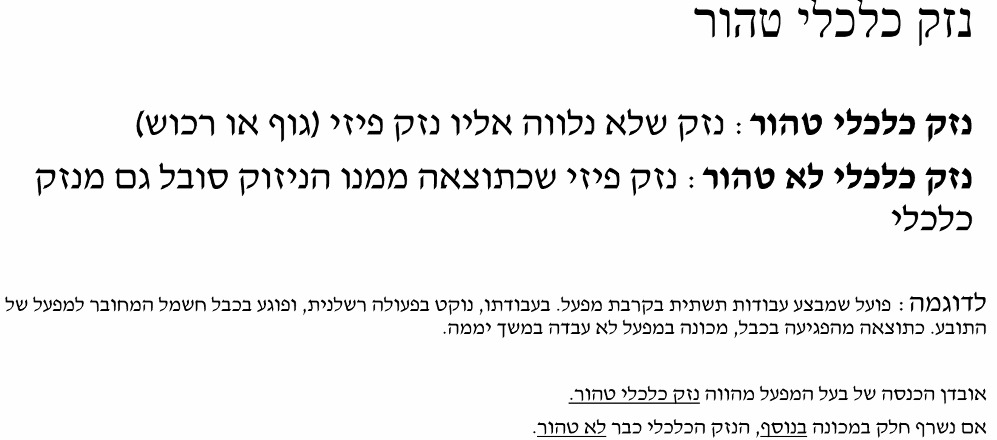 נזק כלכלי טהור
נזק כלכלי טהור: נזק שלא נלווה אליו נזק פיזי (גוף או רכוש)
נזק כלכלי לא טהור: נזק פיזי שכתוצאה ממנו הניזוק סובל גם מנזק
כלכלי
לדוגמה: פועל שמבצע עבודות תשתית בקרבת מפעל. בעבודתו, נוקט בפעולה רשלנית, ופוגע בכבל חשמל המחובר למפעל של
התובע. כתוצאה מהפגיעה בכבל, מכונה במפעל לא עבדה במשך יממה.
אובדן הכנסה של בעל המפעל מהווה נזק כלכלי טהור.
אם נשרף חלק במכונה בנוסף, הנזק הכלכלי כבר לא טהור.